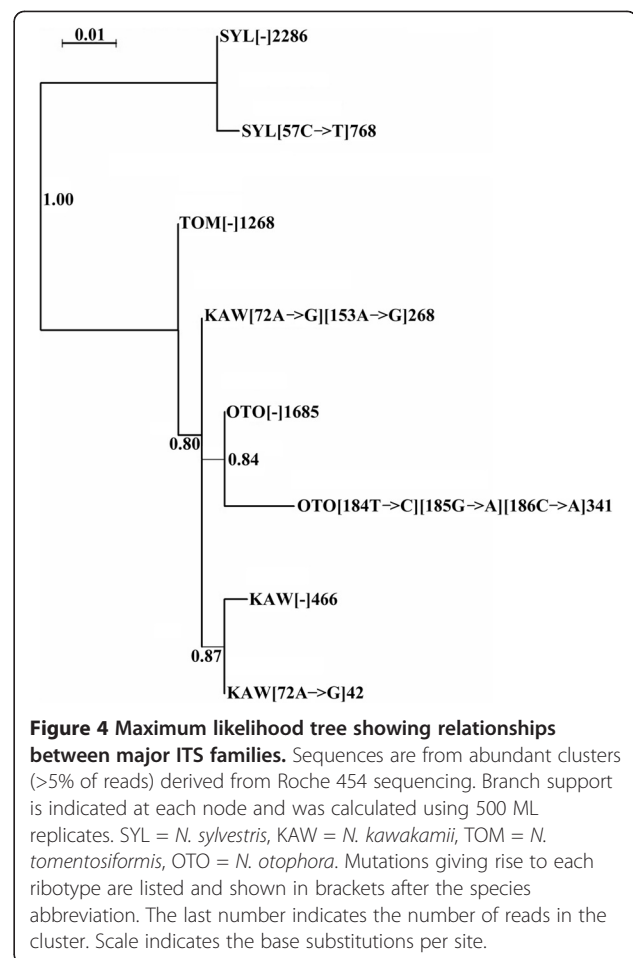 0.01
SYL[-]2286
SYL[57C->T]768
1.00
TOM[-]1268
KAW[72A->G][153A->G]268
OTO[-]1685
0.80
0.84
OTO[184T->C][185G->A][186C->A]341
KAW[-]466
0.87
KAW[72A->G]42
Figure 4 Maximum likelihood tree showing relationships
between major ITS families. Sequences are from abundant clusters
(>5% of reads) derived from Roche 454 sequencing. Branch support
is indicated at each node and was calculated using 500 ML
replicates. SYL = N. sylvestris, KAW = N. kawakamii, TOM = N.
tomentosiformis, OTO = N. otophora. Mutations giving rise to each
ribotype are listed and shown in brackets after the species
abbreviation. The last number indicates the number of reads in the
cluster. Scale indicates the base substitutions per site.